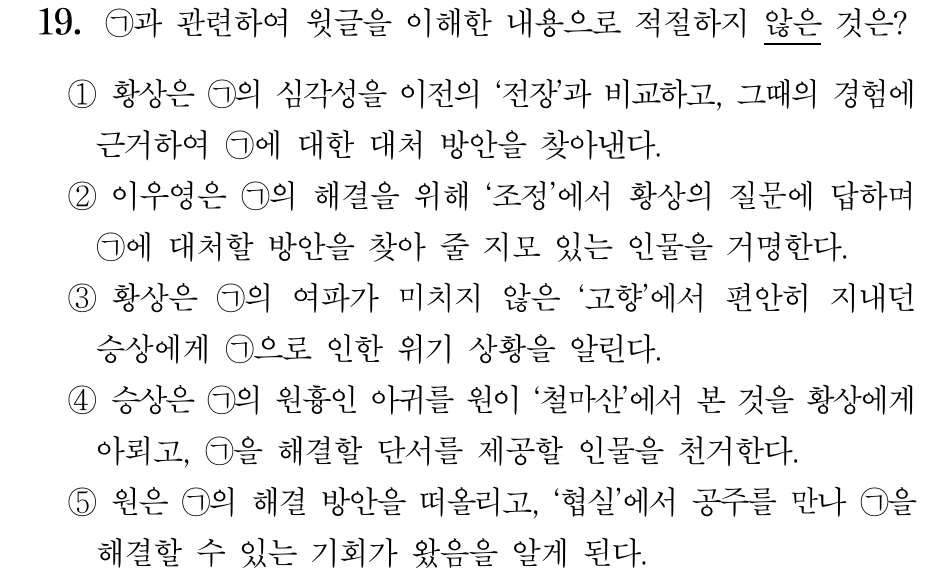 19. ㉠과 관련하여 윗글을 이해한 내용으로 적절하지 않은 것은?
① 황상은 ㉠의 심각성을 이전의 ‘전장’과 비교하고, 그때의 경험에
근거하여 ㉠에 대한 대처 방안을 찾아낸다.
② 이우영은 ㉠의 해결을 위해 ‘조정’에서 황상의 질문에 답하며
㉠에 대처할 방안을 찾아 줄 지모 있는 인물을 거명한다.
③ 황상은 ㉠의 여파가 미치지 않은 ‘고향’에서 편안히 지내던
승상에게 ㉠으로 인한 위기 상황을 알린다.
④ 승상은 ㉠의 원흉인 아귀를 원이 ‘철마산’에서 본 것을 황상에게
아뢰고, ㉠을 해결할 단서를 제공할 인물을 천거한다.
⑤ 원은 ㉠의 해결 방안을 떠올리고, ‘협실’에서 공주를 만나 ㉠을
해결할 수 있는 기회가 왔음을 알게 된다.